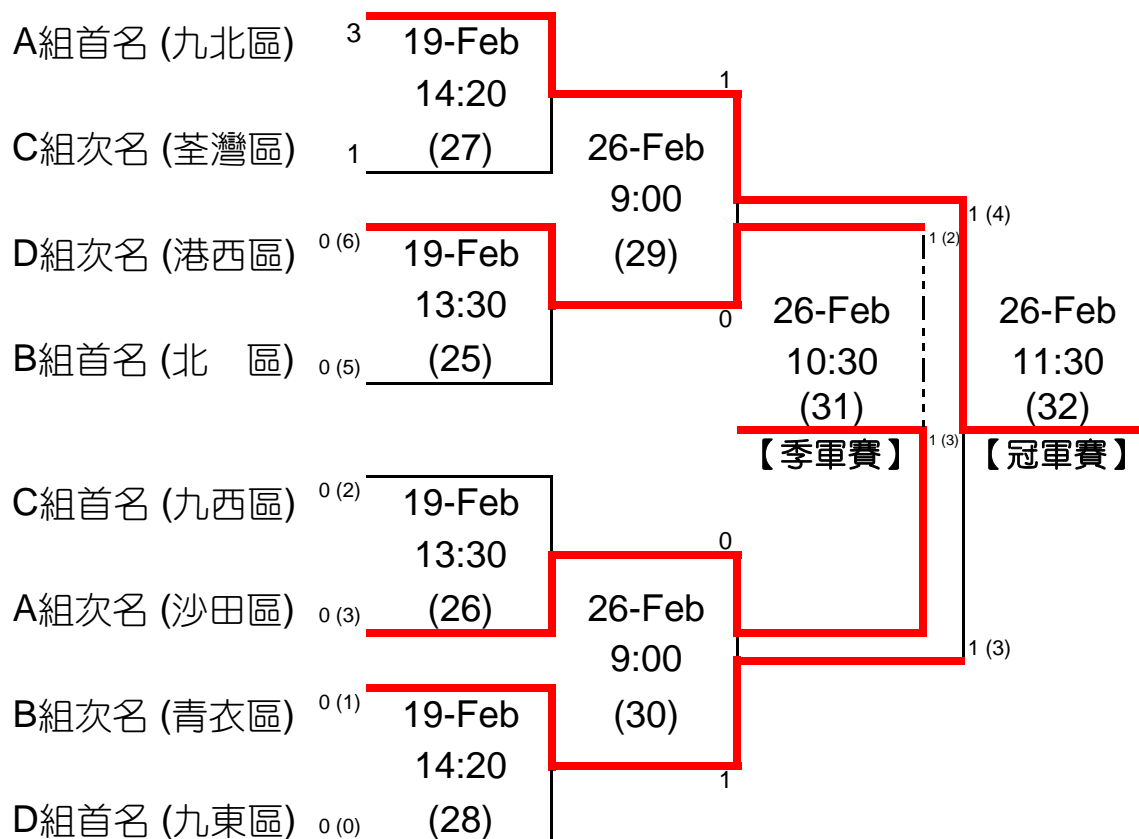 A組首名 (九北區) 3 19-Feb
14:20 1
C組次名 (荃灣區) 1 (27) 26-Feb
9:00 1 (4)
D組次名 (港西區) 0 (6) 19-Feb (29) 1 (2)
13:30 0 26-Feb 26-Feb
B組首名 (北 區) 0 (5) (25) 10:30 11:30
(31) (32)
【季軍賽】 1 (3) 【冠軍賽】
C組首名 (九西區) 0 (2) 19-Feb
13:30 0
A組次名 (沙田區) 0 (3) (26) 26-Feb
9:00 1 (3)
B組次名 (青衣區) 0 (1) 19-Feb (30)
14:20 1
D組首名 (九東區) 0 (0) (28)